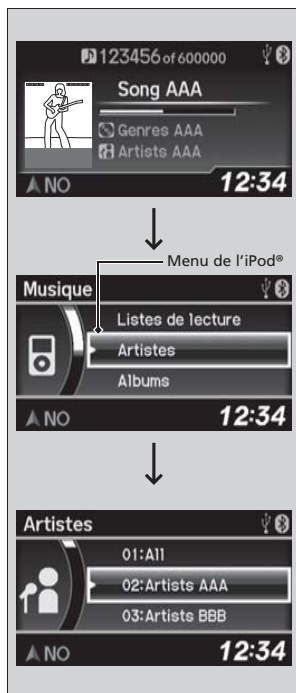 123456 of 600000
Song AAA
Genres AAA
Artists AAA
NO 12:34
Menu de l'iPod®
Musique
Listes de lecture
Artistes
Albums
NO 12:34
Artistes
01:All
02:Artists AAA
03:Artists BBB
NO 12:34